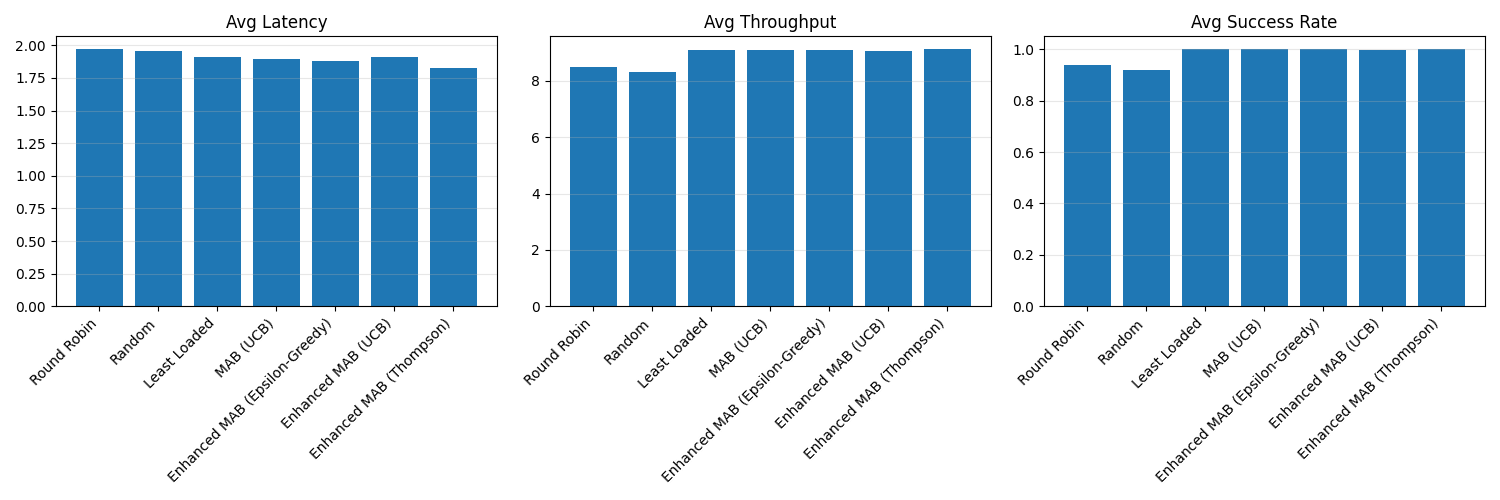 Avg Latency
2.00
1.75
1.50
1.25
1.00
0.75
0.50
0.25
0.00
Round Robin
Random
Least Loaded
MAB (UCB)
Enhanced MAB (Epsilon-Greedy)
Enhanced MAB (UCB)
Enhanced MAB (Thompson)
Avg Throughput
8
6
4
2
0
Round Robin
Random
Least Loaded
MAB (UCB)
Enhanced MAB (Epsilon-Greedy)
Enhanced MAB (UCB)
Enhanced MAB (Thompson)
Avg Success Rate
1.0
0.8
0.6
0.4
0.2
0.0
Round Robin
Random
Least Loaded
MAB (UCB)
Enhanced MAB (Epsilon-Greedy)
Enhanced MAB (UCB)
Enhanced MAB (Thompson)